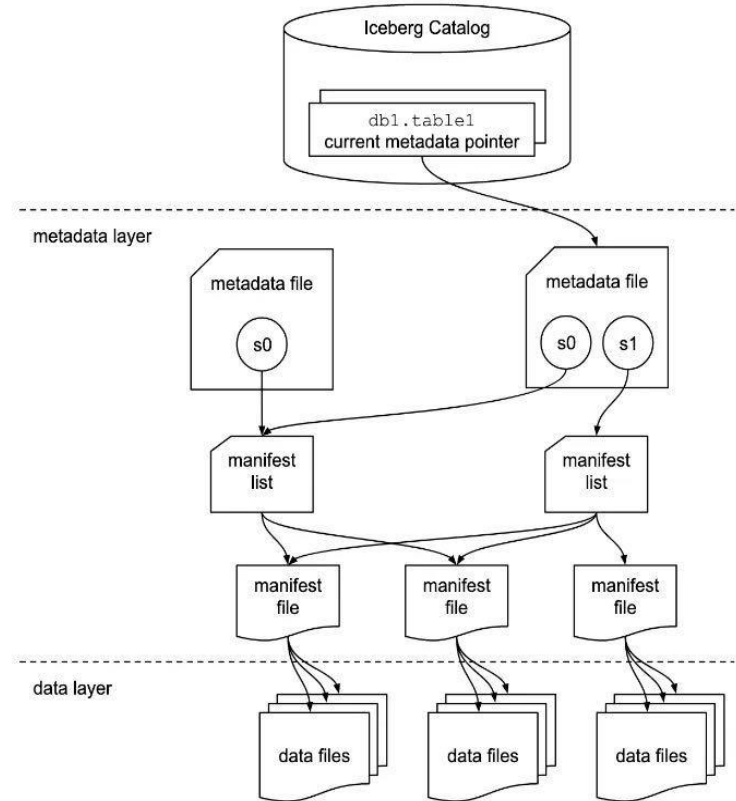 Iceberg Catalog
db1.table1
current metadata pointer
metadata layer
metadata file
s0
metadata file
s0
s1
manifest
list
manifest
list
manifest
file
manifest
file
manifest
file
data layer
data files
data files
data files